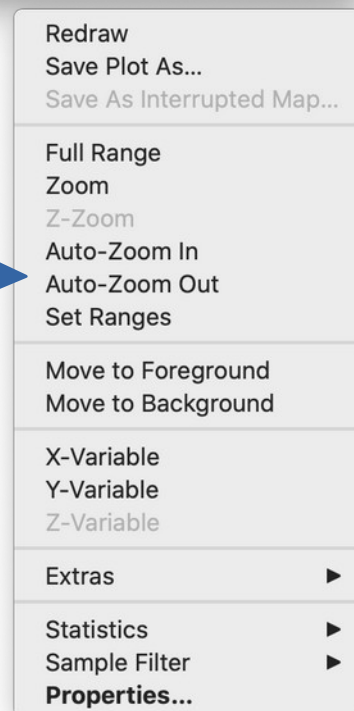 Redraw
Save Plot As...
Save As Interrupted Map...
Full Range
Zoom
Z-Zoom
Auto-Zoom In
Auto-Zoom Out
Set Ranges
Move to Foreground
Move to Background
X-Variable
Y-Variable
Z-Variable
Extras
Statistics
Sample Filter
Properties...